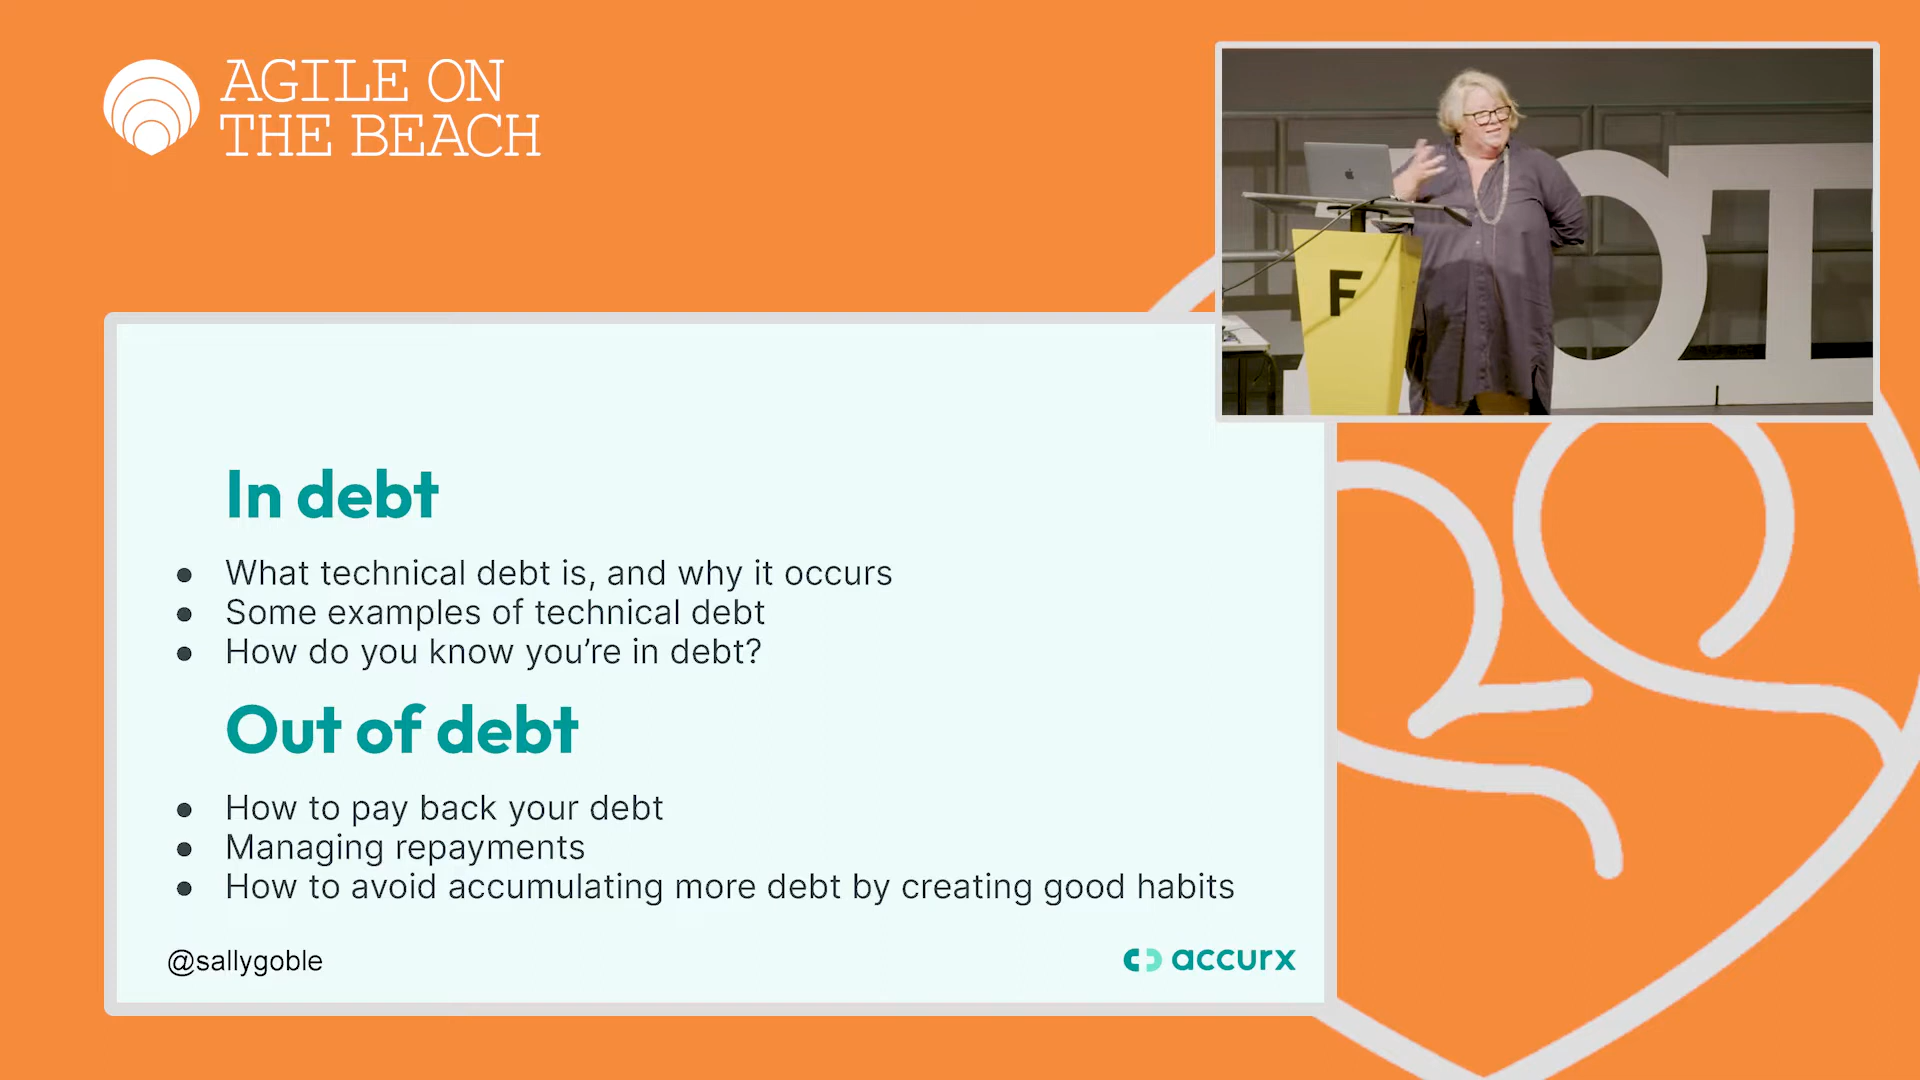 AGILE ON
THE BEACH
F
In debt
● What technical debt is, and why it occurs
● Some examples of technical debt
● How do you know you're in debt?
Out of debt
● How to pay back your debt
● Managing repayments
● How to avoid accumulating more debt by creating good habits
@sallygoble
accurx